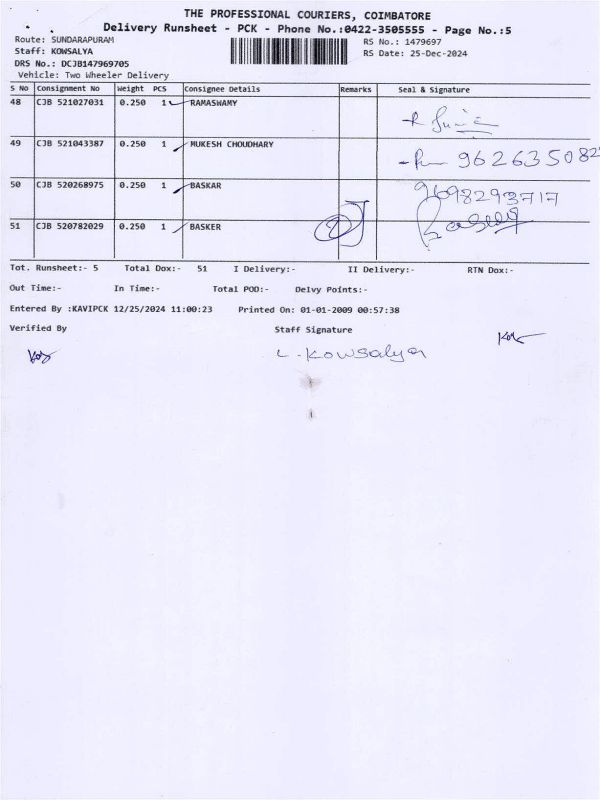 THE PROFESSIONAL COURIERS, COIMBATORE
Delivery Runsheet - PCK - Phone No.:0422-3505555 - Page No.:5
Route: SUNDARAPURAM
RS No.: 1479697
Staff: KOWSALYA
RS Date: 25-Dec-2024
DRS No.: DCJB147969705
Vehicle: Two Wheeler Delivery
S No Consignment No Weight PCS Consignee Details Remarks Seal & Signature
48 CJB 521027031 0.250 1 RAMASWAMY
49 CJB 521043387 0.250 1 MUKESH CHOUDHARY 9626350822
50 CJB 520268975 0.250 1 BASKAR 9698293717
51 CJB 520782029 0.250 1 BASKER 2
Tot. Runsheet:- 5 Total Dox:- 51 I Delivery:- II Delivery:- RTN Dox:-
Out Time:- In Time:- Total POD:- Delvy Points:-
Entered By :KAVIPCK 12/25/2024 11:00:23 Printed On: 01-01-2009 00:57:38
Verified By Staff Signature
L. Kowsalya